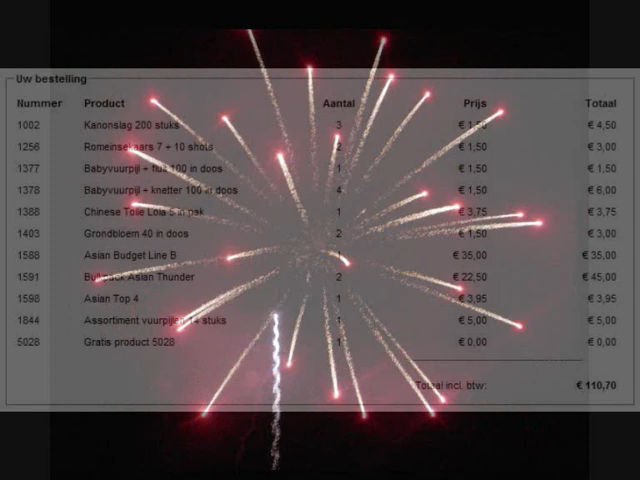 Uw bestelling
Nummer Product Aantal Prijs Totaal
1002 Kanonslag 200 stuks 3 € 1,50 € 4,50
1256 Romeinse kaars 7 + 10 shots 2 € 1,50 € 3,00
1377 Babyvuurpijl + fluit 100 in doos 1 € 1,50 € 1,50
1378 Babyvuurpijl + knetter 100 in doos 4 € 1,50 € 6,00
1388 Chinese Tolle Lola 5 in pak 1 € 3,75 € 3,75
1403 Grondbloem 40 in doos 2 € 1,50 € 3,00
1588 Asian Budget Line B 1 € 35,00 € 35,00
1591 Bulkpack Asian Thunder 2 € 22,50 € 45,00
1598 Asian Top 4 1 € 3,95 € 3,95
1844 Assortiment vuurpijlen 14 stuks 1 € 5,00 € 5,00
5028 Gratis product 5028 1 € 0,00 € 0,00
Totaal incl. btw: € 110,70